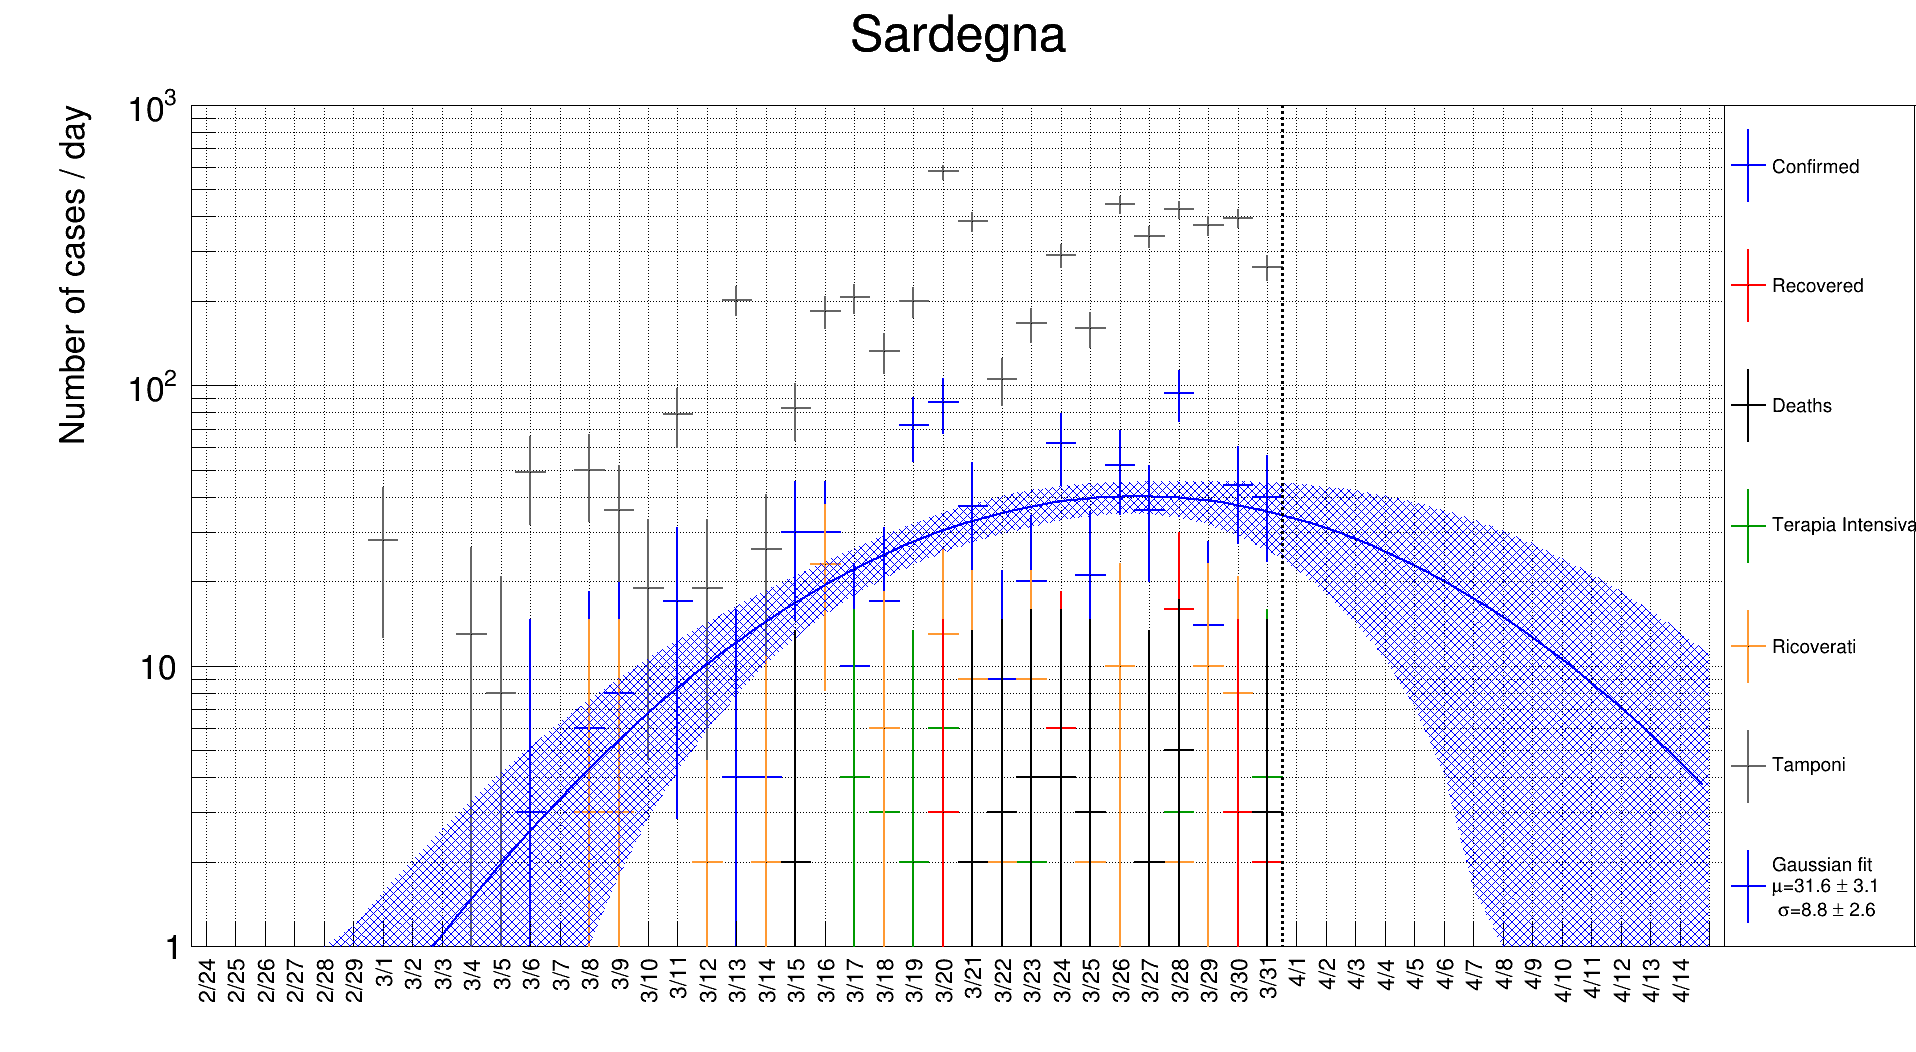 Sardegna
Number of cases / day
10³
10²
10
1
2/24 2/25 2/26 2/27 2/28 2/29 3/1 3/2 3/3 3/4 3/5 3/6 3/7 3/8 3/9 3/10 3/11 3/12 3/13 3/14 3/15 3/16 3/17 3/18 3/19 3/20 3/21 3/22 3/23 3/24 3/25 3/26 3/27 3/28 3/29 3/30 3/31 4/1 4/2 4/3 4/4 4/5 4/6 4/7 4/8 4/9 4/10 4/11 4/12 4/13 4/14
Confirmed
Recovered
Deaths
Terapia Intensiva
Ricoverati
Tamponi
Gaussian fit
μ=31.6 ± 3.1
σ=8.8 ± 2.6